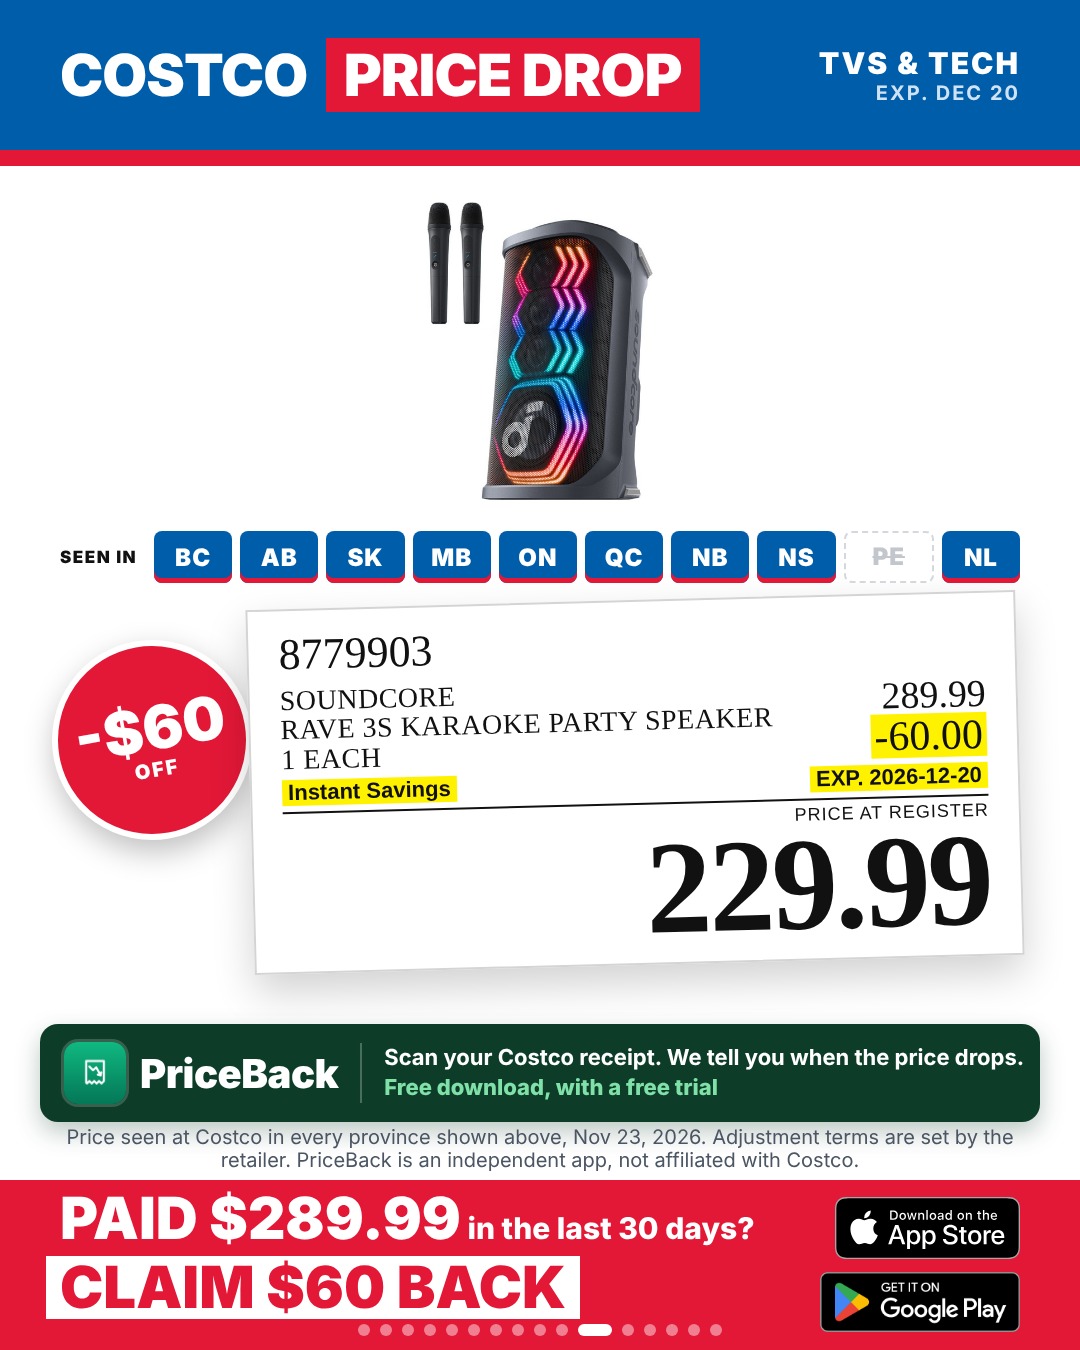 COSTCO PRICE DROP
TVS & TECH
EXP. DEC 20
soundcore
SEEN IN BC AB SK MB ON QC NB NS PE NL
-$60
OFF
8779903
SOUNDCORE
RAVE 3S KARAOKE PARTY SPEAKER
1 EACH
Instant Savings
289.99
-60.00
EXP. 2026-12-20
PRICE AT REGISTER
229.99
PriceBack
Scan your Costco receipt. We tell you when the price drops.
Free download, with a free trial
Price seen at Costco in every province shown above, Nov 23, 2026. Adjustment terms are set by the
retailer. PriceBack is an independent app, not affiliated with Costco.
PAID $289.99 in the last 30 days?
CLAIM $60 BACK
Download on the
App Store
GET IT ON
Google Play